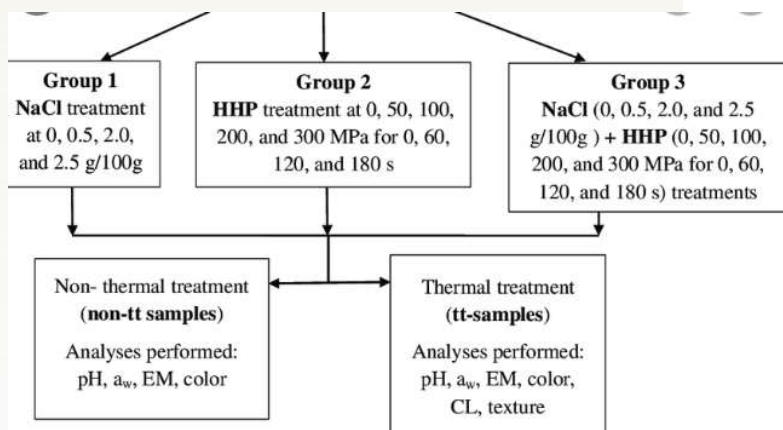 Group 1
NaCl treatment
at 0, 0.5, 2.0,
and 2.5 g/100g
Group 2
HHP treatment at 0, 50, 100,
200, and 300 MPa for 0, 60,
120, and 180 s
Group 3
NaCl (0, 0.5, 2.0, and 2.5
g/100g ) + HHP (0, 50, 100,
200, and 300 MPa for 0, 60,
120, and 180 s) treatments
Non- thermal treatment
(non-tt samples)
Analyses performed:
pH, aw, EM, color
Thermal treatment
(tt-samples)
Analyses performed:
pH, aw, EM, color,
CL, texture